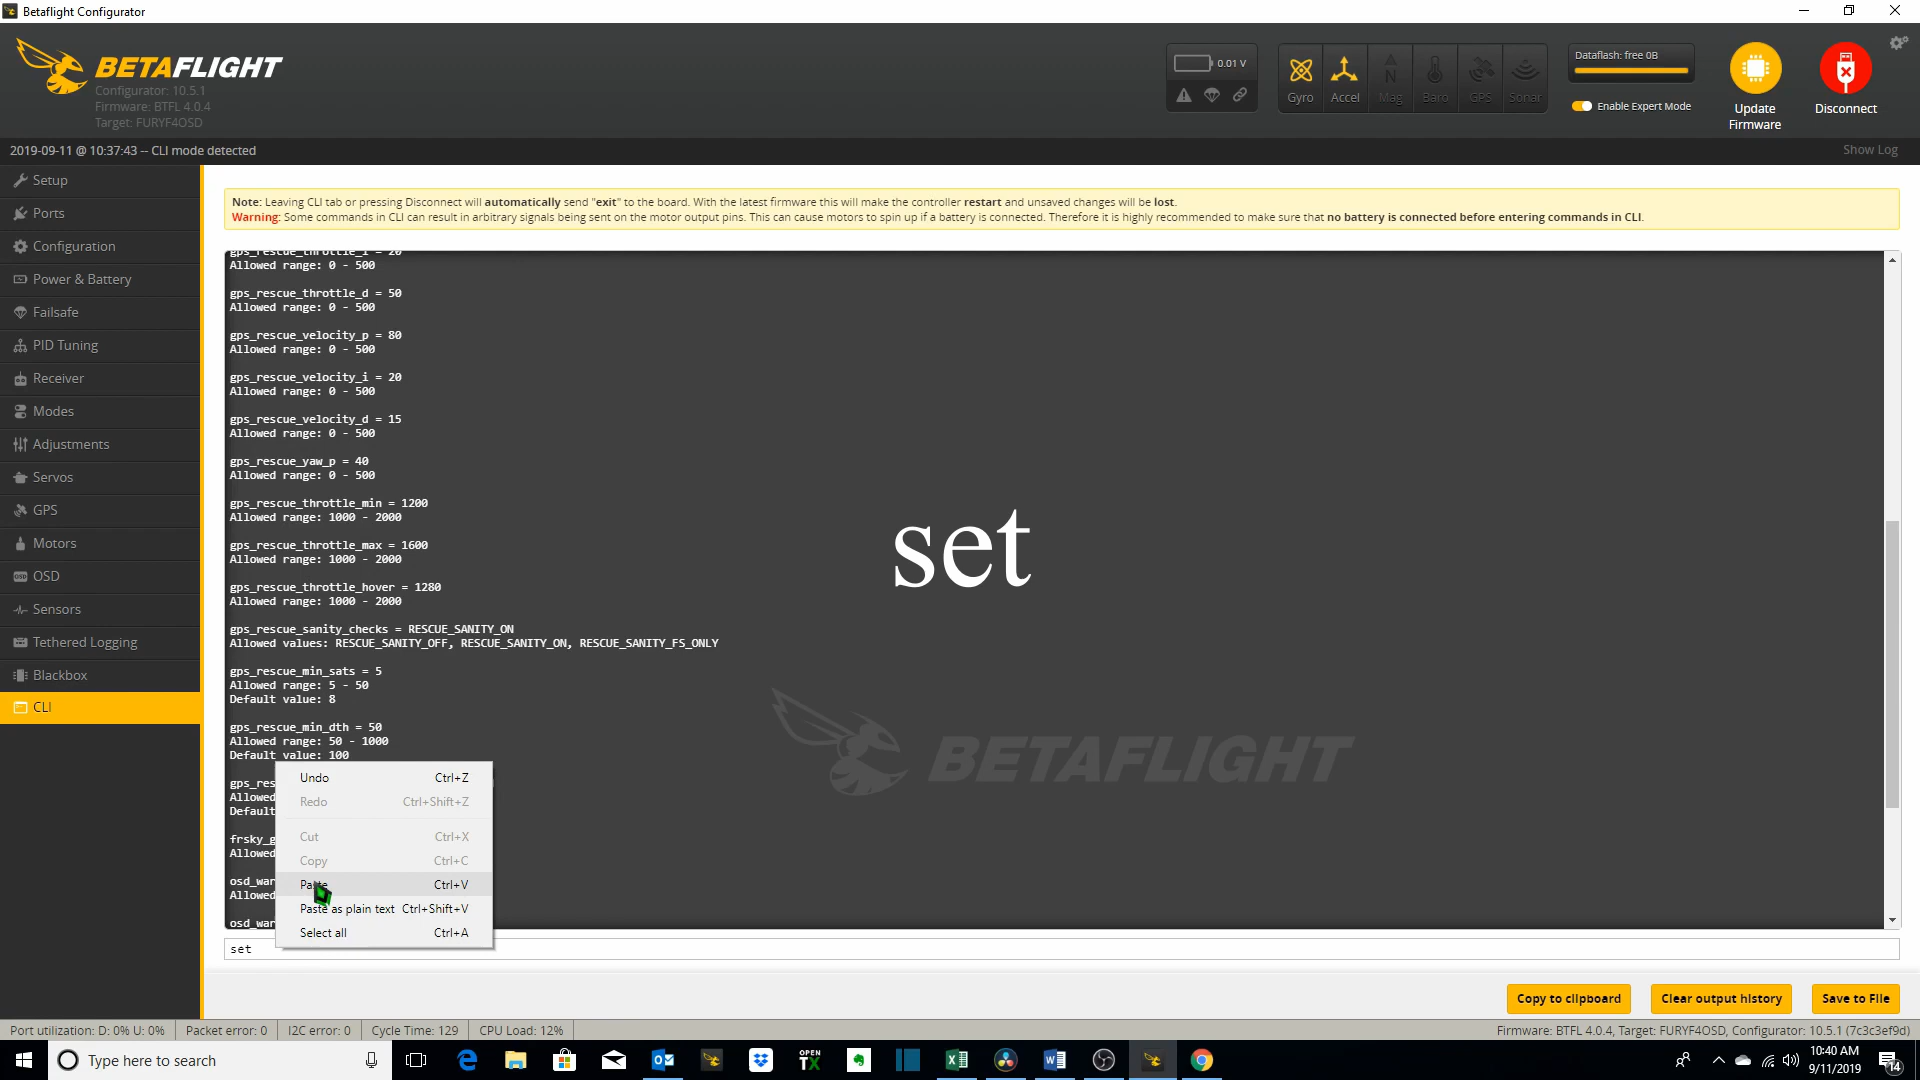 Betaflight Configurator
BETAFLIGHT
Configurator: 10.5.1
Firmware: BTFL 4.0.4
Target: FURYF4OSD
0.01 V
Gyro
Accel
Mag
Baro
GPS
Sonar
Dataflash: free 0B
Enable Expert Mode
Update
Firmware
Disconnect
2019-09-11 @ 10:37:43 -- CLI mode detected
Show Log
Setup
Ports
Configuration
Power & Battery
Failsafe
PID Tuning
Receiver
Modes
Adjustments
Servos
GPS
Motors
OSD
Sensors
Tethered Logging
Blackbox
CLI
Note: Leaving CLI tab or pressing Disconnect will automatically send "exit" to the board. With the latest firmware this will make the controller restart and unsaved changes will be lost.
Warning: Some commands in CLI can result in arbitrary signals being sent on the motor output pins. This can cause motors to spin up if a battery is connected. Therefore it is highly recommended to make sure that no battery is connected before entering commands in CLI.
gps_rescue_throttle_i = 20
Allowed range: 0 - 500
gps_rescue_throttle_d = 50
Allowed range: 0 - 500
gps_rescue_velocity_p = 80
Allowed range: 0 - 500
gps_rescue_velocity_i = 20
Allowed range: 0 - 500
gps_rescue_velocity_d = 15
Allowed range: 0 - 500
gps_rescue_yaw_p = 40
Allowed range: 0 - 500
gps_rescue_throttle_min = 1200
Allowed range: 1000 - 2000
gps_rescue_throttle_max = 1600
Allowed range: 1000 - 2000
gps_rescue_throttle_hover = 1280
Allowed range: 1000 - 2000
gps_rescue_sanity_checks = RESCUE_SANITY_ON
Allowed values: RESCUE_SANITY_OFF, RESCUE_SANITY_ON, RESCUE_SANITY_FS_ONLY
gps_rescue_min_sats = 5
Allowed range: 5 - 50
Default value: 8
gps_rescue_min_dth = 50
Allowed range: 50 - 1000
Default value: 100
gps_res
Allowed
Default
frsky_g
Allowed
osd_war
Allowed
osd_war
set
BETAFLIGHT
Undo Ctrl+Z
Redo Ctrl+Shift+Z
Cut Ctrl+X
Copy Ctrl+C
Paste Ctrl+V
Paste as plain text Ctrl+Shift+V
Select all Ctrl+A
set
Copy to clipboard
Clear output history
Save to File
Port utilization: D: 0% U: 0%
Packet error: 0
I2C error: 0
Cycle Time: 129
CPU Load: 12%
Firmware: BTFL 4.0.4, Target: FURYF4OSD, Configurator: 10.5.1 (7c3c3ef9d)
Type here to search
OPEN
TX
10:40 AM
9/11/2019
14